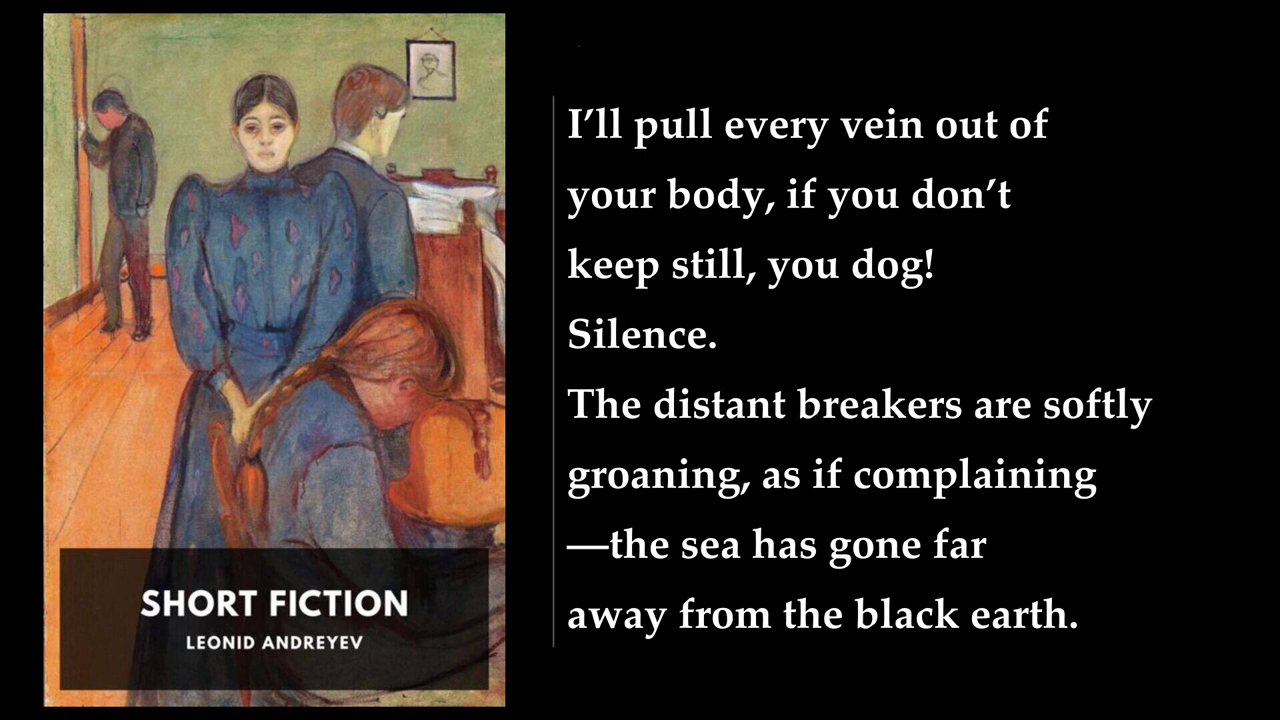 SHORT FICTION
LEONID ANDREYEV
I’ll pull every vein out of
your body, if you don’t
keep still, you dog!
Silence.
The distant breakers are softly
groaning, as if complaining
—the sea has gone far
away from the black earth.